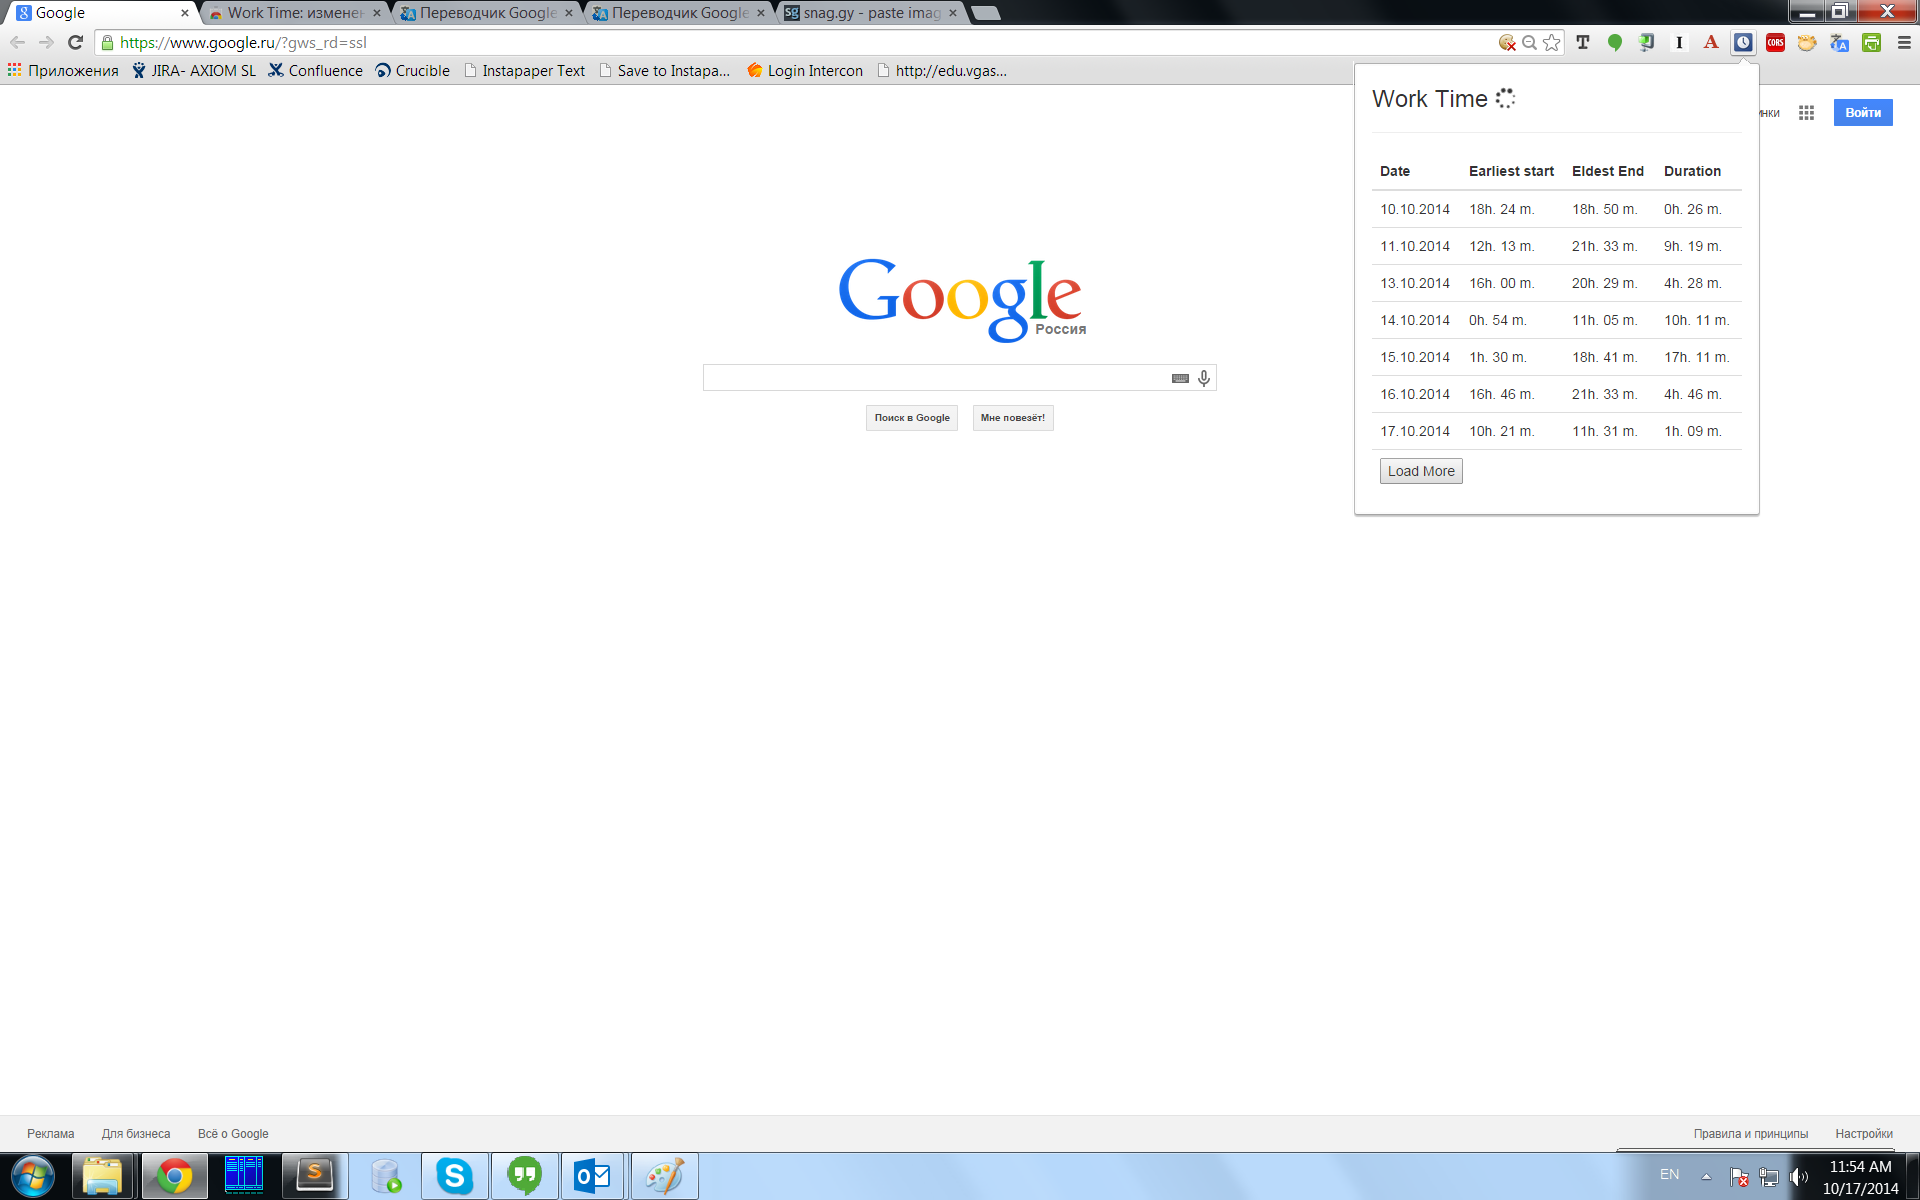 Google
Work Time: изменен
Переводчик Google
Переводчик Google
snag.gy - paste imag
https://www.google.ru/?gws_rd=ssl
Приложения
JIRA- AXIOM SL
Confluence
Crucible
Instapaper Text
Save to Instapa...
Login Intercon
http://edu.vgas...
Work Time
Войти
Date Earliest start Eldest End Duration
10.10.2014 18h. 24 m. 18h. 50 m. 0h. 26 m.
11.10.2014 12h. 13 m. 21h. 33 m. 9h. 19 m.
13.10.2014 16h. 00 m. 20h. 29 m. 4h. 28 m.
14.10.2014 0h. 54 m. 11h. 05 m. 10h. 11 m.
15.10.2014 1h. 30 m. 18h. 41 m. 17h. 11 m.
16.10.2014 16h. 46 m. 21h. 33 m. 4h. 46 m.
17.10.2014 10h. 21 m. 11h. 31 m. 1h. 09 m.
Load More
Google
Россия
Поиск в Google
Мне повезёт!
Реклама
Для бизнеса
Всё о Google
Правила и принципы
Настройки
EN
11:54 AM
10/17/2014